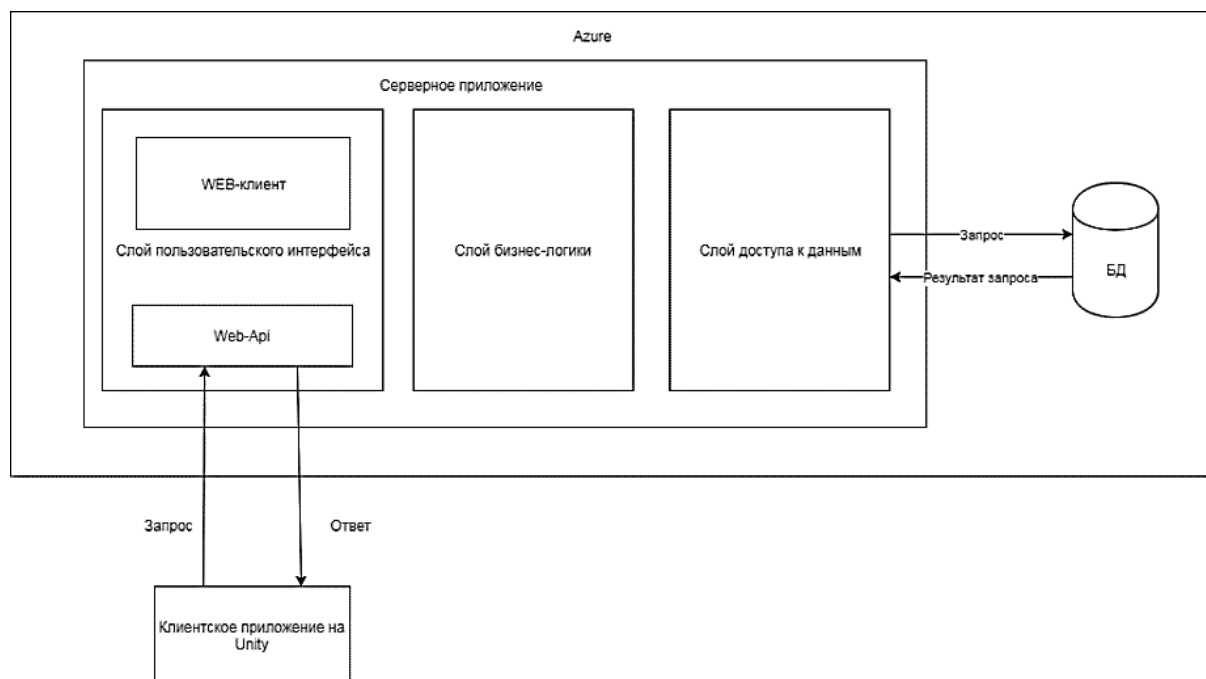 Azure
Серверное приложение
WEB-клиент
Слой пользовательского интерфейса
Web-Api
Слой бизнес-логики
Слой доступа к данным
Запрос
Результат запроса
БД
Запрос
Ответ
Клиентское приложение на
Unity